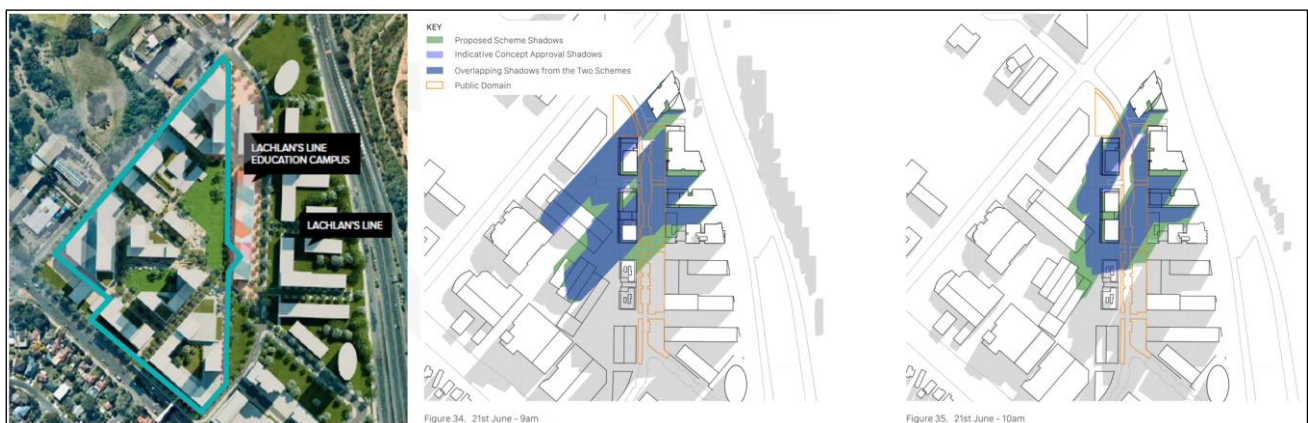 LACHLAN'S LINE
EDUCATION CAMPUS
LACHLAN'S LINE
KEY
Proposed Scheme Shadows
Indicative Concept Approval Shadows
Overlapping Shadows from the Two Schemes
Public Domain
Figure 34. 21st June - 9am
Figure 35. 21st June - 10am